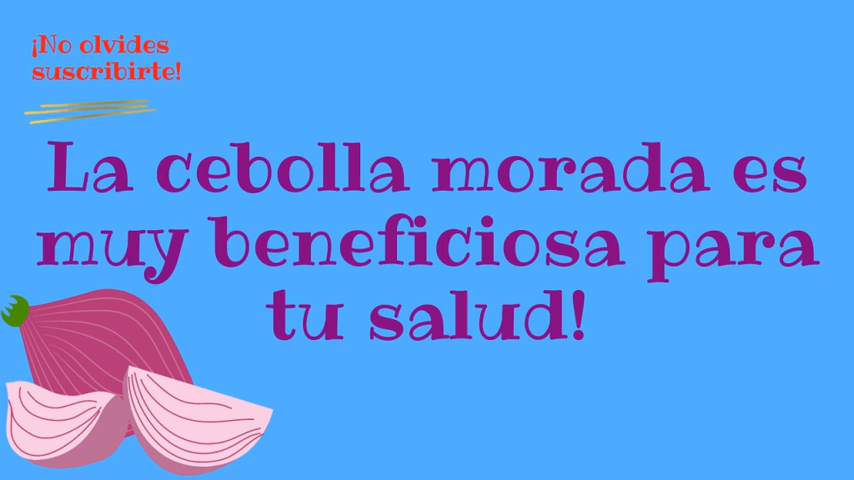 ¡No olvides
suscribirte!
La cebolla morada es
muy beneficiosa para
tu salud!